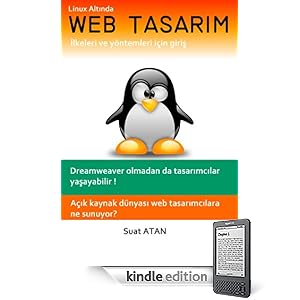 Linux Altında
WEB TASARIM
ilkeleri ve yöntemleri için giriş
Dreamweaver olmadan da tasarımcılar
yaşayabilir !
Açık kaynak dünyası web tasarımcılara
ne sunuyor?
Suat ATAN
kindle edition